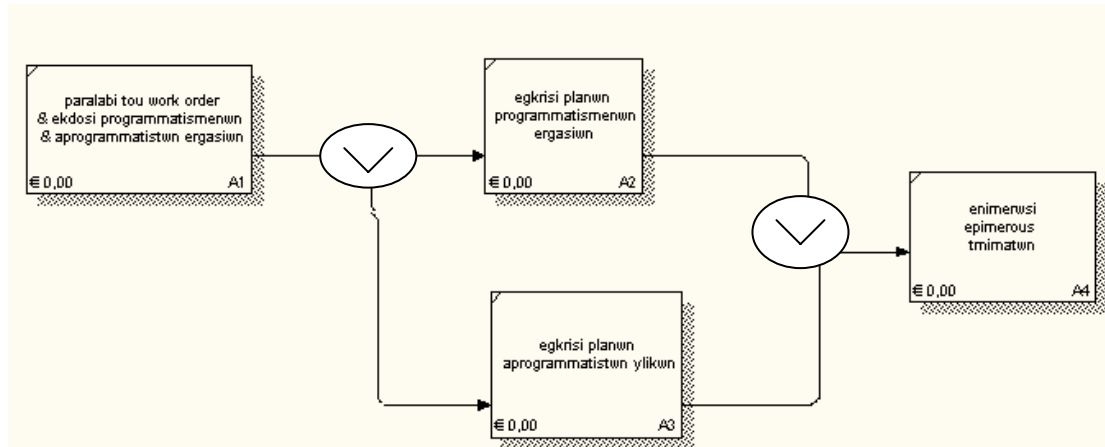 paralabi tou work order
& ekdosi programmatismenwn
& aprogrammatistwn ergasiwn
€ 0,00 A1
egkrisi planwn
programmatismenwn
ergasiwn
€ 0,00 A2
egkrisi planwn
aprogrammatistwn ylikwn
€ 0,00 A3
enimerwsi
epimerous
tmimatwn
€ 0,00 A4